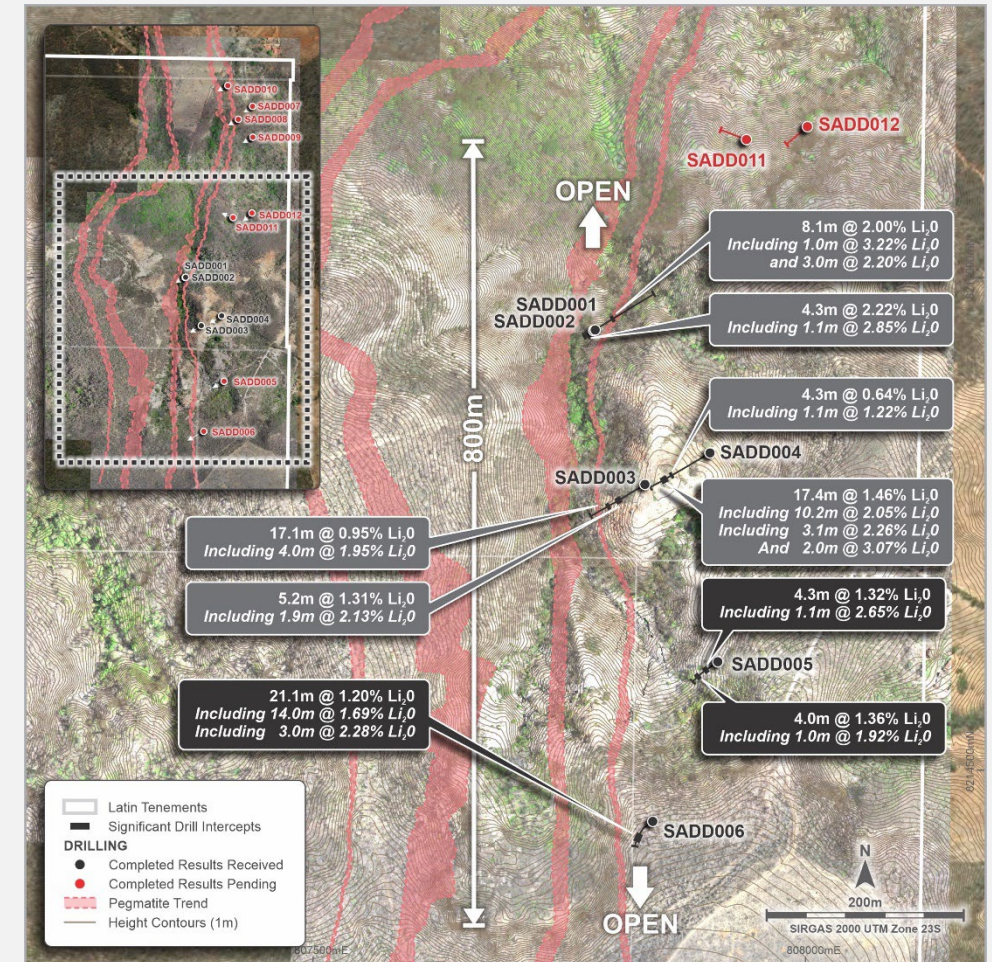 SADD010
SADD007
SADD008
SADD009
SADD012
SADD011
SADD001
SADD002
SADD004
SADD003
SADD005
SADD006
SADD012
SADD011
OPEN
8.1m @ 2.00% Li₂0
Including 1.0m @ 3.22% Li₂0
and 3.0m @ 2.20% Li₂0
SADD001
SADD002
4.3m @ 2.22% Li₂0
Including 1.1m @ 2.85% Li₂0
800m
4.3m @ 0.64% Li₂0
Including 1.1m @ 1.22% Li₂0
SADD004
SADD003
17.4m @ 1.46% Li₂0
Including 10.2m @ 2.05% Li₂0
Including 3.1m @ 2.26% Li₂0
And 2.0m @ 3.07% Li₂0
17.1m @ 0.95% Li₂0
Including 4.0m @ 1.95% Li₂0
5.2m @ 1.31% Li₂0
Including 1.9m @ 2.13% Li₂0
4.3m @ 1.32% Li₂0
Including 1.1m @ 2.65% Li₂0
SADD005
21.1m @ 1.20% Li₂0
Including 14.0m @ 1.69% Li₂0
Including 3.0m @ 2.28% Li₂0
4.0m @ 1.36% Li₂0
Including 1.0m @ 1.92% Li₂0
8214500mN
SADD006
OPEN
Latin Tenements
Significant Drill Intercepts
DRILLING
Completed Results Received
Completed Results Pending
Pegmatite Trend
Height Contours (1m)
N
200m
SIRGAS 2000 UTM Zone 23S
807500mE
808000mE